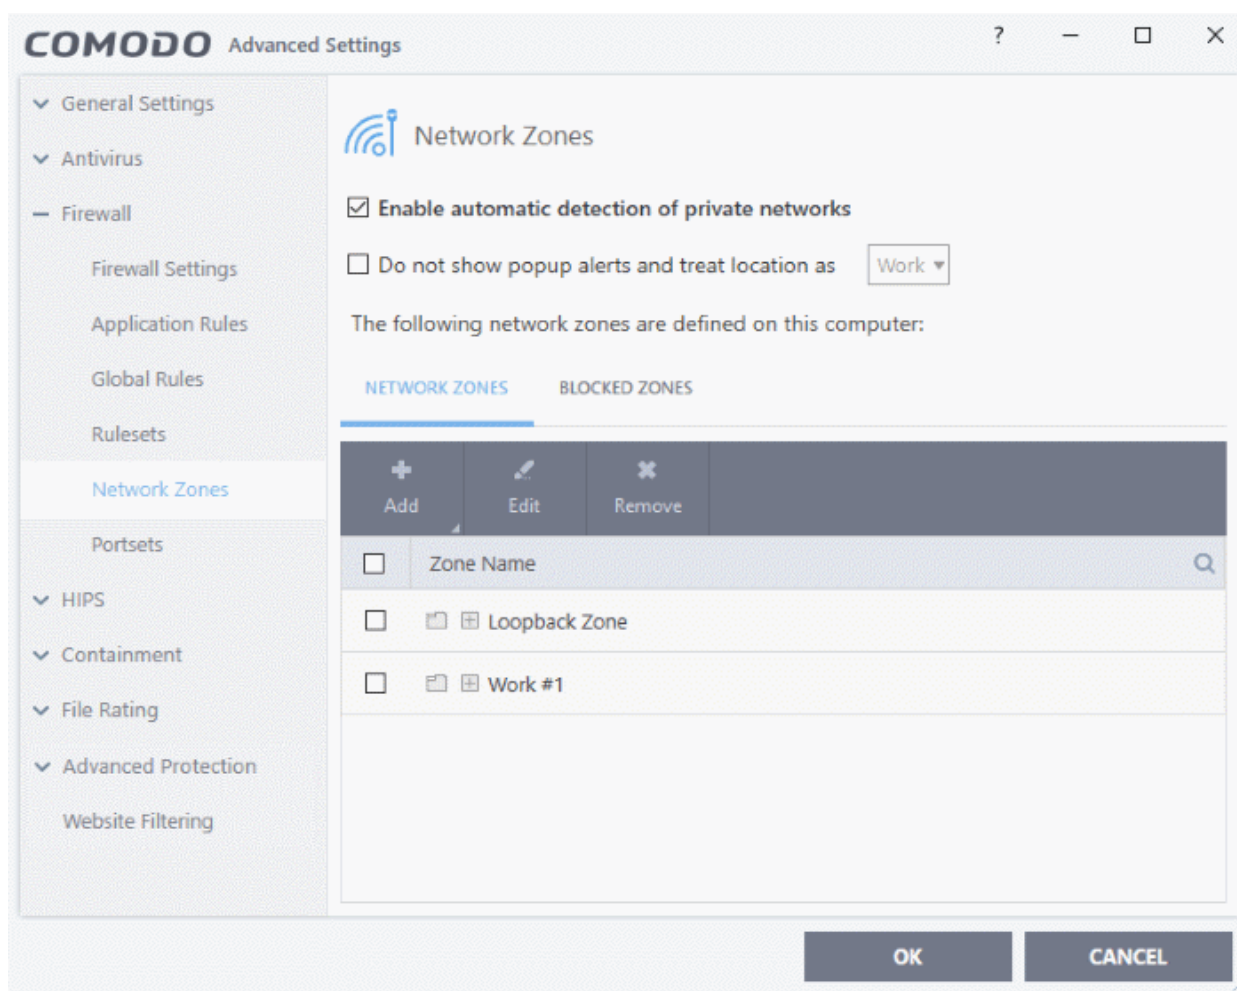 COMODO Advanced Settings ?
General Settings
Antivirus
Firewall
Firewall Settings
Application Rules
Global Rules
Rulesets
Network Zones
Portsets
HIPS
Containment
File Rating
Advanced Protection
Website Filtering
Network Zones
Enable automatic detection of private networks
Do not show popup alerts and treat location as Work
The following network zones are defined on this computer:
NETWORK ZONES BLOCKED ZONES
Add Edit Remove
Zone Name
Loopback Zone
Work #1
OK CANCEL